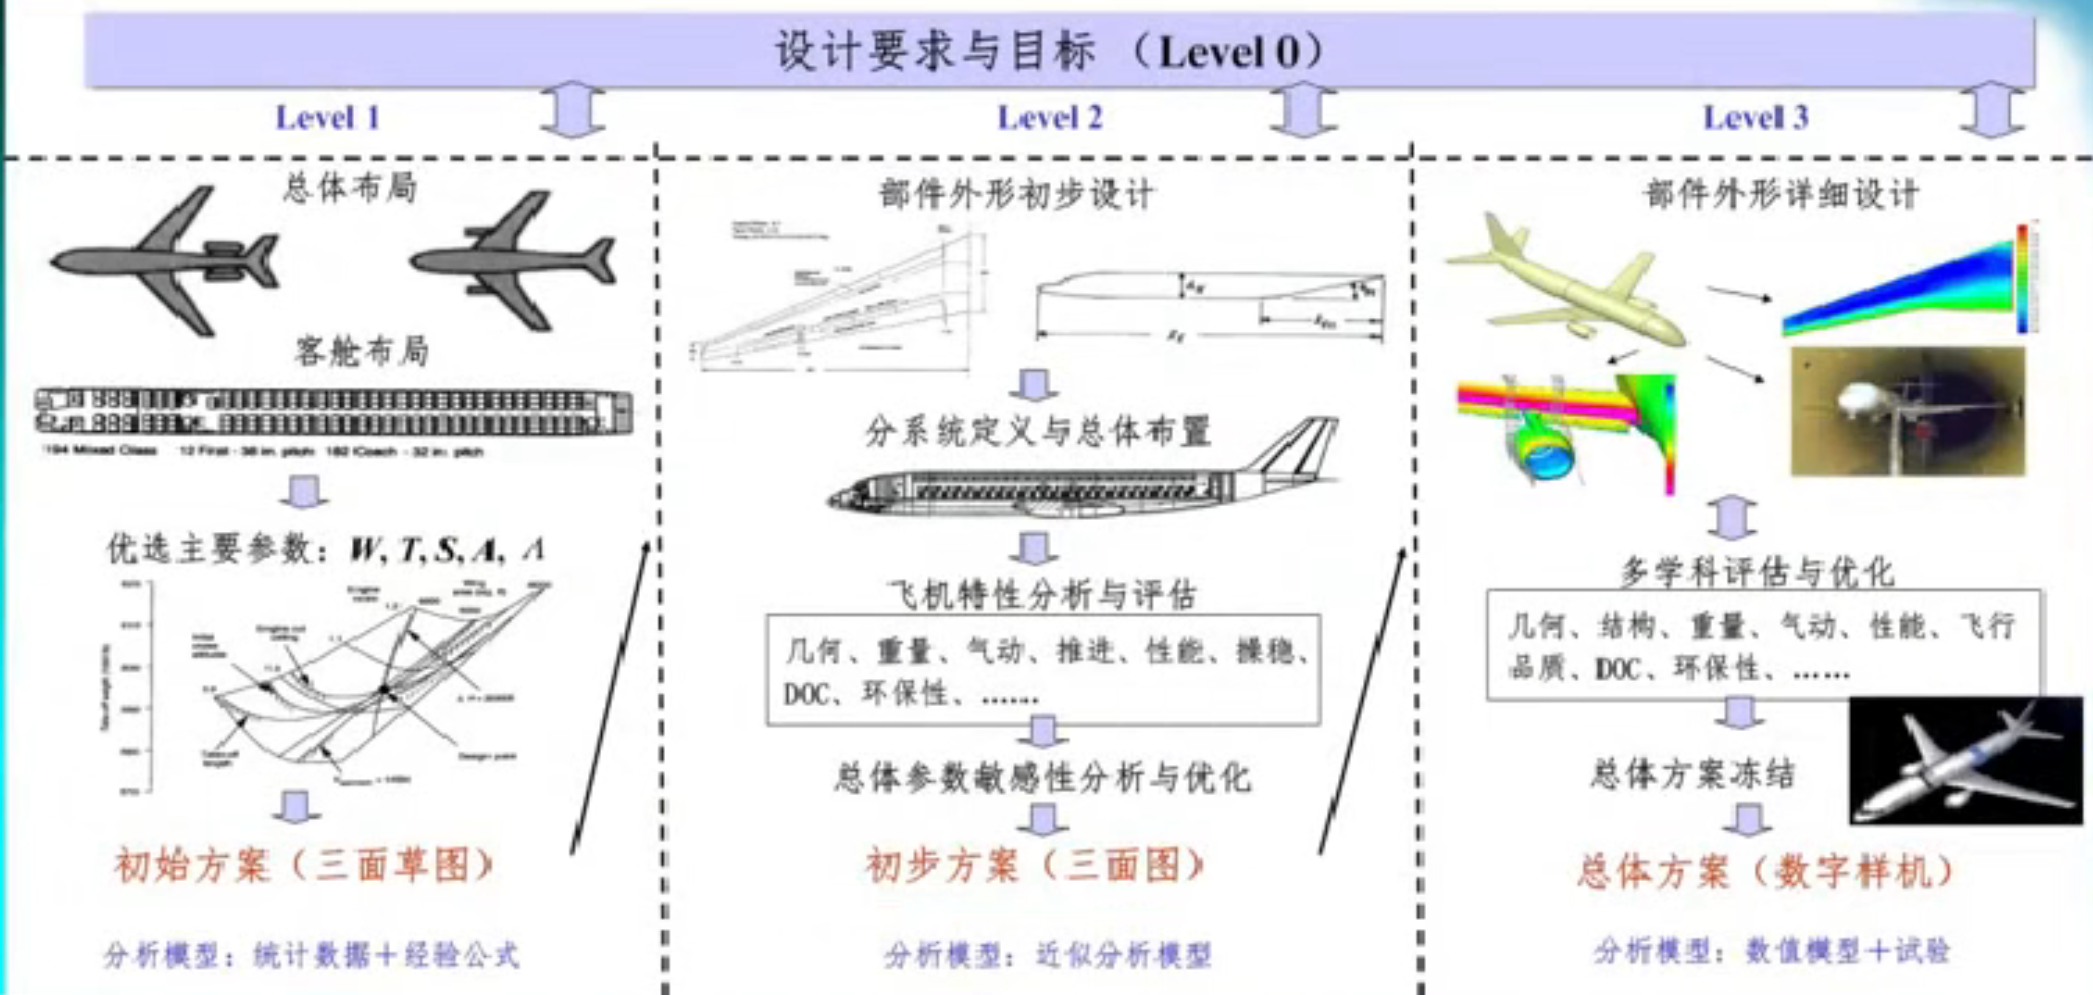 设计要求与目标 （Level 0）
Level 1
总体布局
客舱布局
194 Mixed Class 12 First - 38 in. pitch 182 Coach - 32 in. pitch
优选主要参数：W, T, S, A, Λ
Design point
初始方案（三面草图）
分析模型：统计数据＋经验公式
Level 2
部件外形初步设计
分系统定义与总体布置
飞机特性分析与评估
几何、重量、气动、推进、性能、操稳、
DOC、环保性、……
总体参数敏感性分析与优化
初步方案（三面图）
分析模型：近似分析模型
Level 3
部件外形详细设计
多学科评估与优化
几何、结构、重量、气动、性能、飞行
品质、DOC、环保性、……
总体方案冻结
总体方案（数字样机）
分析模型：数值模型＋试验